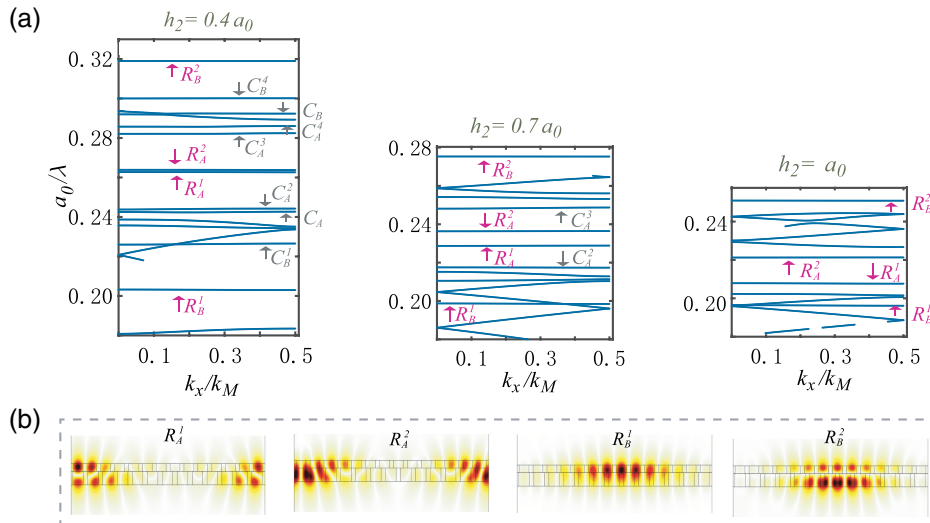 (a)
h₂= 0.4 a₀
a₀/λ
0.32
0.28
0.24
0.20
R_B^2
C_B^4
C_B
C_A^4
C_A^3
R_A^2
R_A^1
C_A^2
C_A
C_B^1
R_B^1
0.1 0.3 0.5
kₓ/k_M
h₂= 0.7 a₀
0.28
0.24
0.20
R_B^2
R_A^2
C_A^3
R_A^1
C_A^2
R_B^1
0.1 0.3 0.5
kₓ/k_M
h₂= a₀
0.24
0.20
R_B^2
R_A^2
R_A^1
R_B^1
0.1 0.3 0.5
kₓ/k_M
(b)
R_A^1 R_A^2 R_B^1 R_B^2